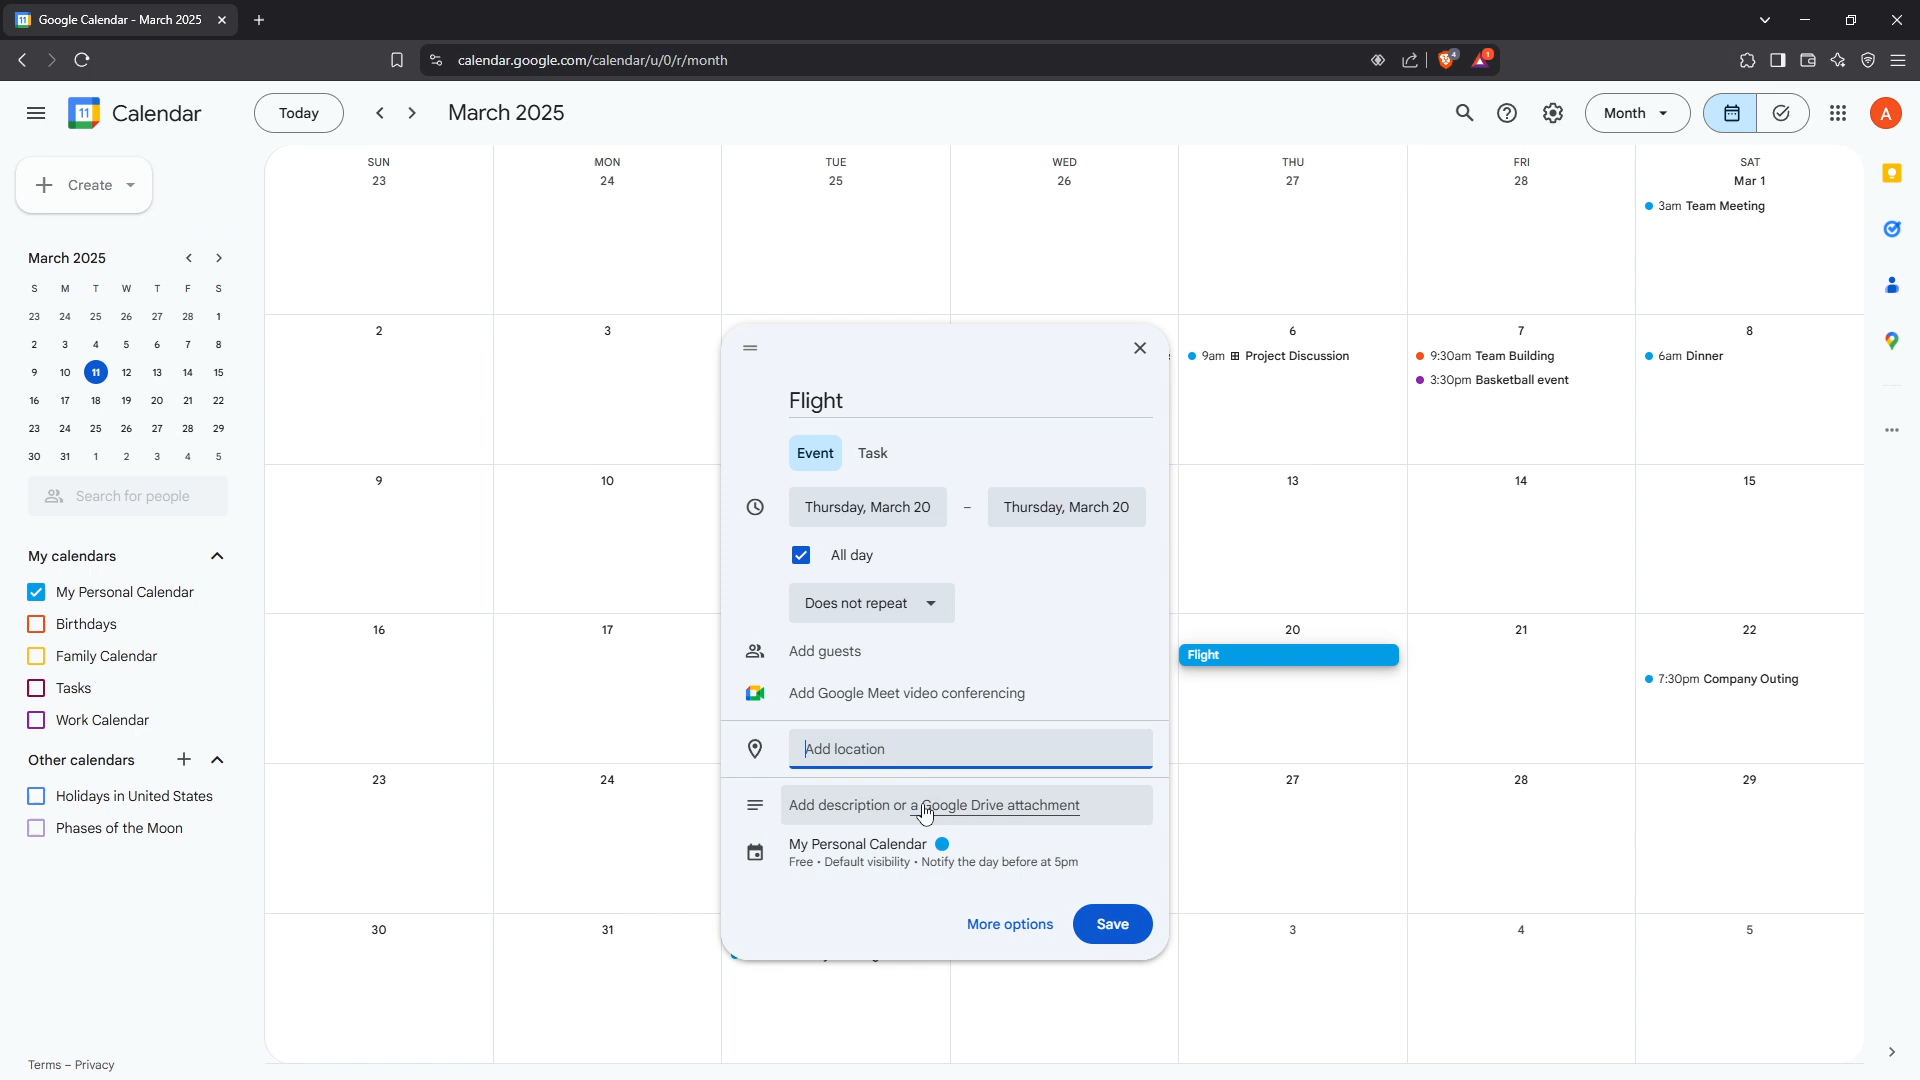 Google Calendar - March 2025
calendar.google.com/calendar/u/0/r/month
4
1
11
Calendar
Today
March 2025
Month
A
Create
March 2025
S M T W T F S
23 24 25 26 27 28 1
2 3 4 5 6 7 8
9 10 11 12 13 14 15
16 17 18 19 20 21 22
23 24 25 26 27 28 29
30 31 1 2 3 4 5
Search for people
My calendars
My Personal Calendar
Birthdays
Family Calendar
Tasks
Work Calendar
Other calendars
Holidays in United States
Phases of the Moon
Terms – Privacy
SUN MON TUE WED THU FRI SAT
23 24 25 26 27 28 Mar 1
3am Team Meeting
2 3 6 7 8
9am Project Discussion
9:30am Team Building
3:30pm Basketball event
6am Dinner
9 10 13 14 15
16 17 20 21 22
Flight
7:30pm Company Outing
23 24 27 28 29
30 31 3 4 5
Flight
Event Task
Thursday, March 20 – Thursday, March 20
All day
Does not repeat
Add guests
Add Google Meet video conferencing
Add location
Add description or a Google Drive attachment
My Personal Calendar
Free • Default visibility • Notify the day before at 5pm
More options Save